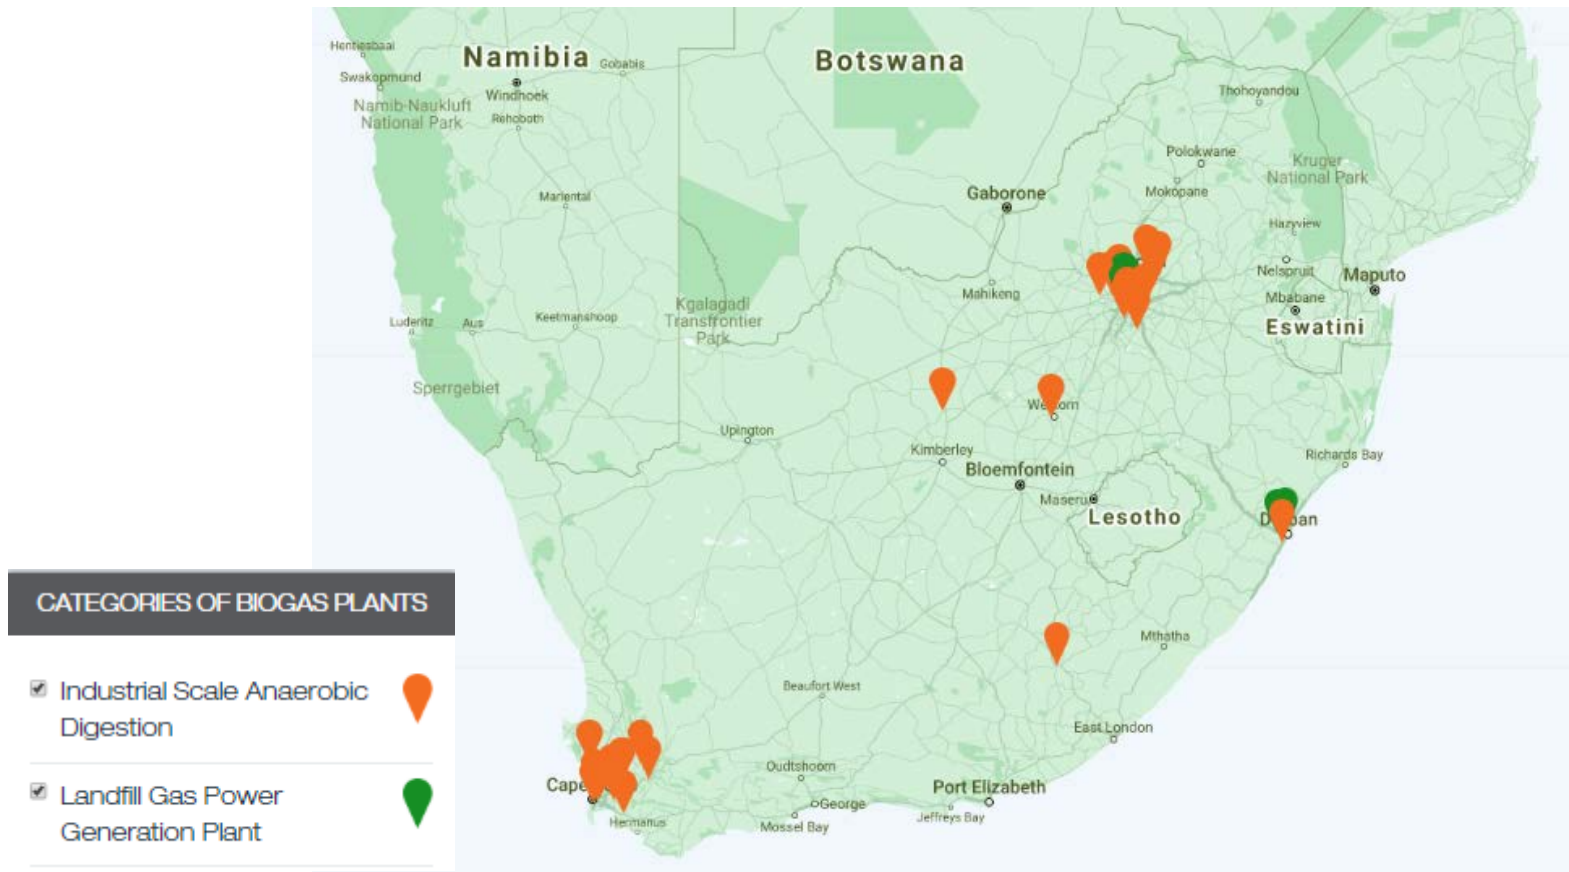 Hentiesbaai
Namibia
Gobabis
Botswana
Swakopmund
Windhoek
Namib-Naukluft
National Park
Rehoboth
Thohoyandou
Polokwane
Kruger
National Park
Mokopane
Gaborone
Mariental
Hazyview
Nelspruit
Maputo
Mahikeng
Mbabane
Eswatini
Kgalagadi
Transfrontier
Park
Luderitz
Aus
Keetmanshoop
Sperrgebiet
Upington
Kimberley
Bloemfontein
Richards Bay
Maseru
Lesotho
CATEGORIES OF BIOGAS PLANTS
Industrial Scale Anaerobic
Digestion
Landfill Gas Power
Generation Plant
Mthatha
Beaufort West
East London
Oudtshoorn
Port Elizabeth
George
Jeffreys Bay
Mossel Bay
Hermanus